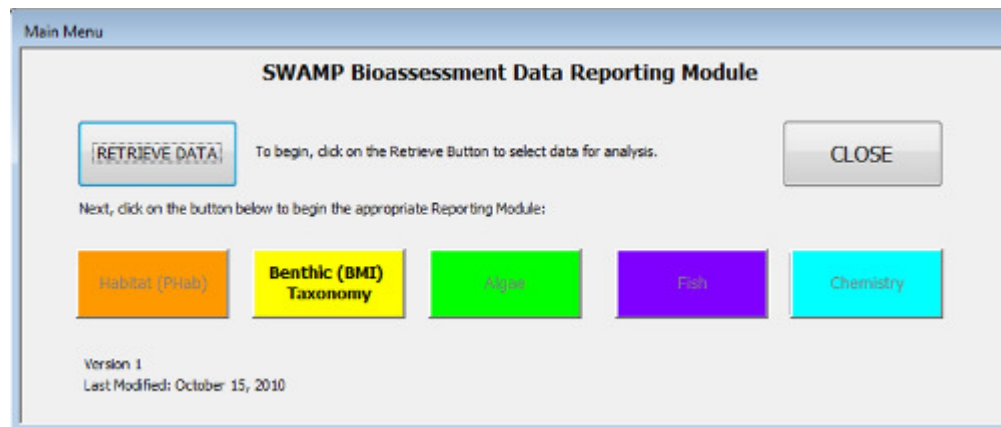 Main Menu
SWAMP Bioassessment Data Reporting Module
RETRIEVE DATA
To begin, click on the Retrieve Button to select data for analysis.
CLOSE
Next, click on the button below to begin the appropriate Reporting Module:
Habitat (PHab)
Benthic (BMI)
Taxonomy
Algae
Fish
Chemistry
Version 1
Last Modified: October 15, 2010